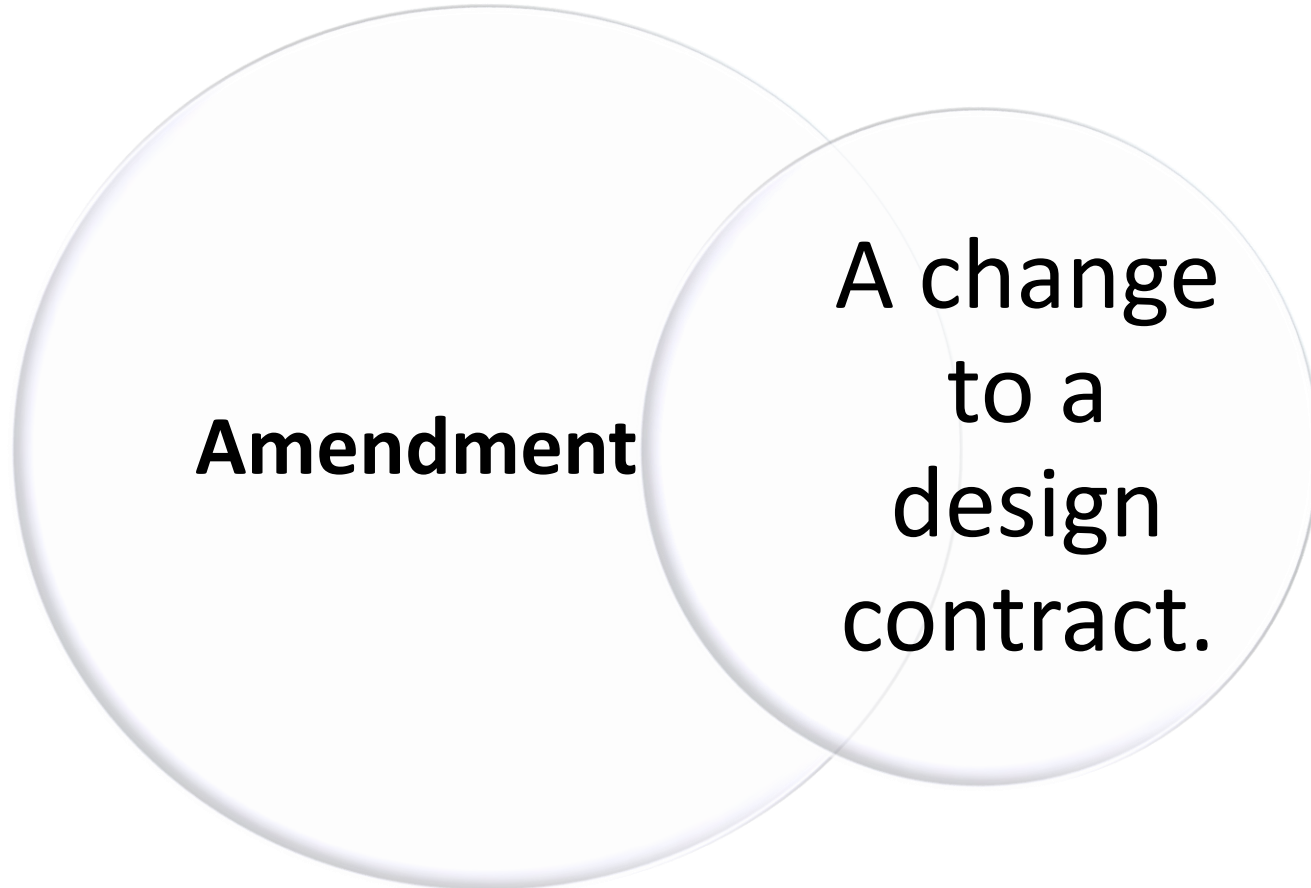 Amendment
A change
to a
design
contract.